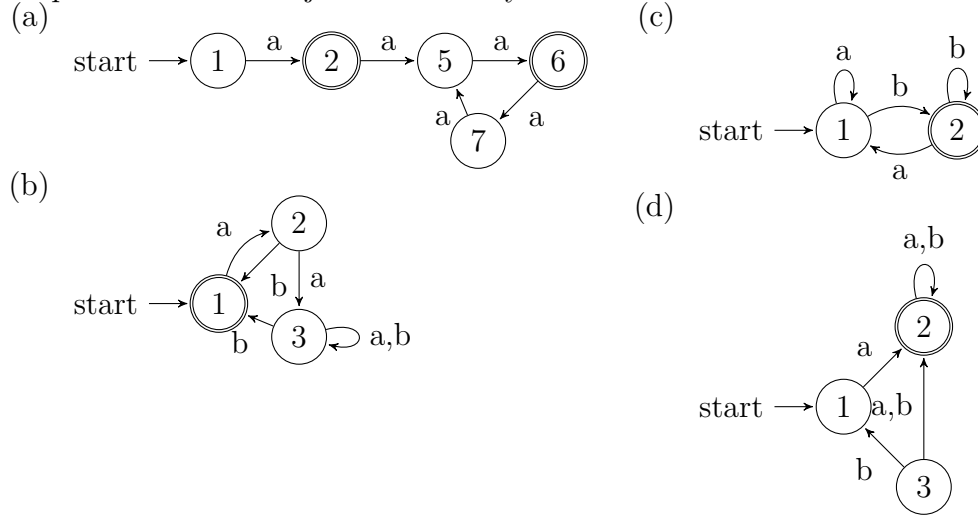 (a)
start 1 a 2 a 5 a 6
a 7 a
(b)
2
a
start 1 b a
b 3 a,b
(c)
a b
b
start 1 2
a
(d)
a,b
2
a
start 1 a,b
b 3